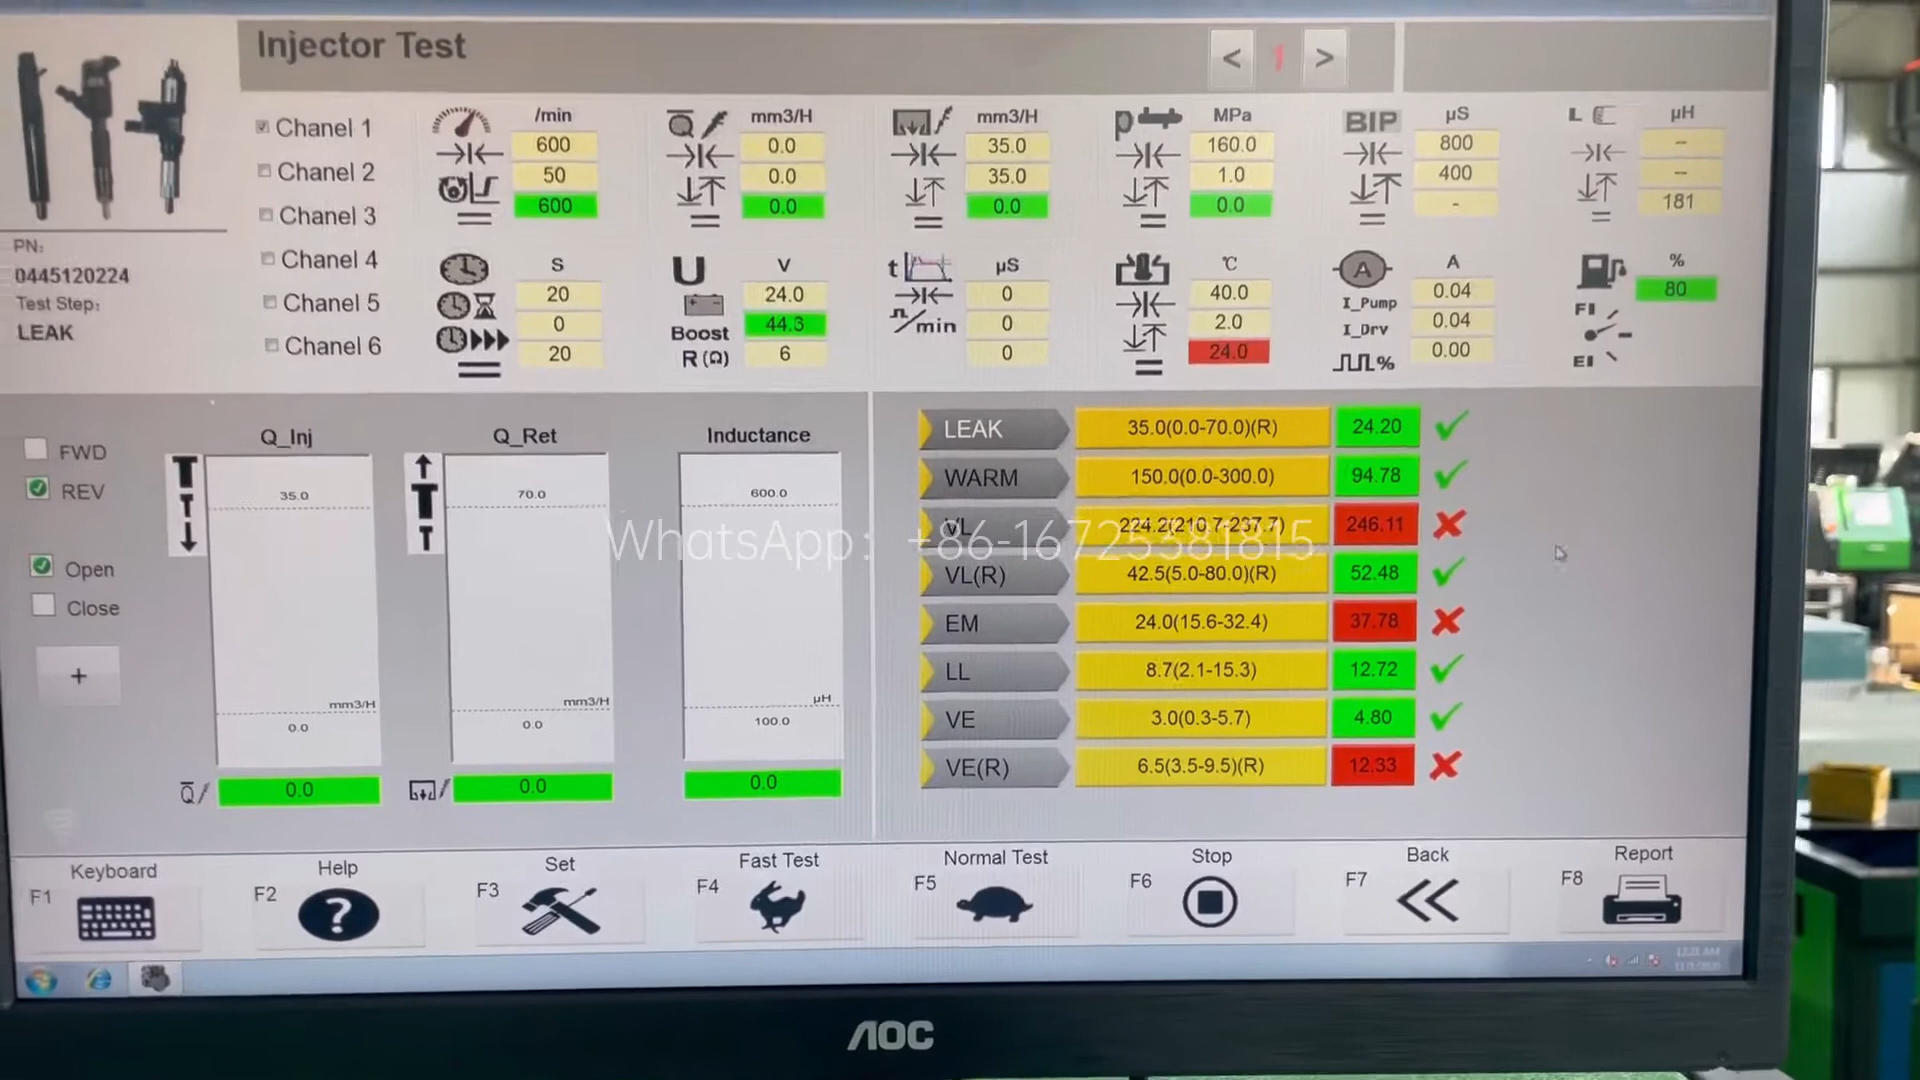 Injector Test
< 1 >
PN:
0445120224
Test Step:
LEAK
Chanel 1
Chanel 2
Chanel 3
Chanel 4
Chanel 5
Chanel 6
/min
600
50
600
mm3/H
0.0
0.0
0.0
mm3/H
35.0
35.0
0.0
P
MPa
160.0
1.0
0.0
BIP
µS
800
400
-
L
µH
--
--
181
S
20
0
20
U
V
24.0
Boost 44.3
R(Ω) 6
t
/min
µS
0
0
0
℃
40.0
2.0
24.0
A
A
I_Pump 0.04
I_Drv 0.04
% 0.00
%
80
FI
EI
FWD
REV
Open
Close
+
Q_Inj
35.0
mm3/H
0.0
Q/ 0.0
Q_Ret
70.0
mm3/H
0.0
0.0
Inductance
600.0
µH
100.0
0.0
LEAK 35.0(0.0-70.0)(R) 24.20
WARM 150.0(0.0-300.0) 94.78
VL 224.2(210.7-237.7) 246.11
VL(R) 42.5(5.0-80.0)(R) 52.48
EM 24.0(15.6-32.4) 37.78
LL 8.7(2.1-15.3) 12.72
VE 3.0(0.3-5.7) 4.80
VE(R) 6.5(3.5-9.5)(R) 12.33
WhatsApp: +86-16725381815
F1 Keyboard
F2 Help
F3 Set
F4 Fast Test
F5 Normal Test
F6 Stop
F7 Back
F8 Report
AOC